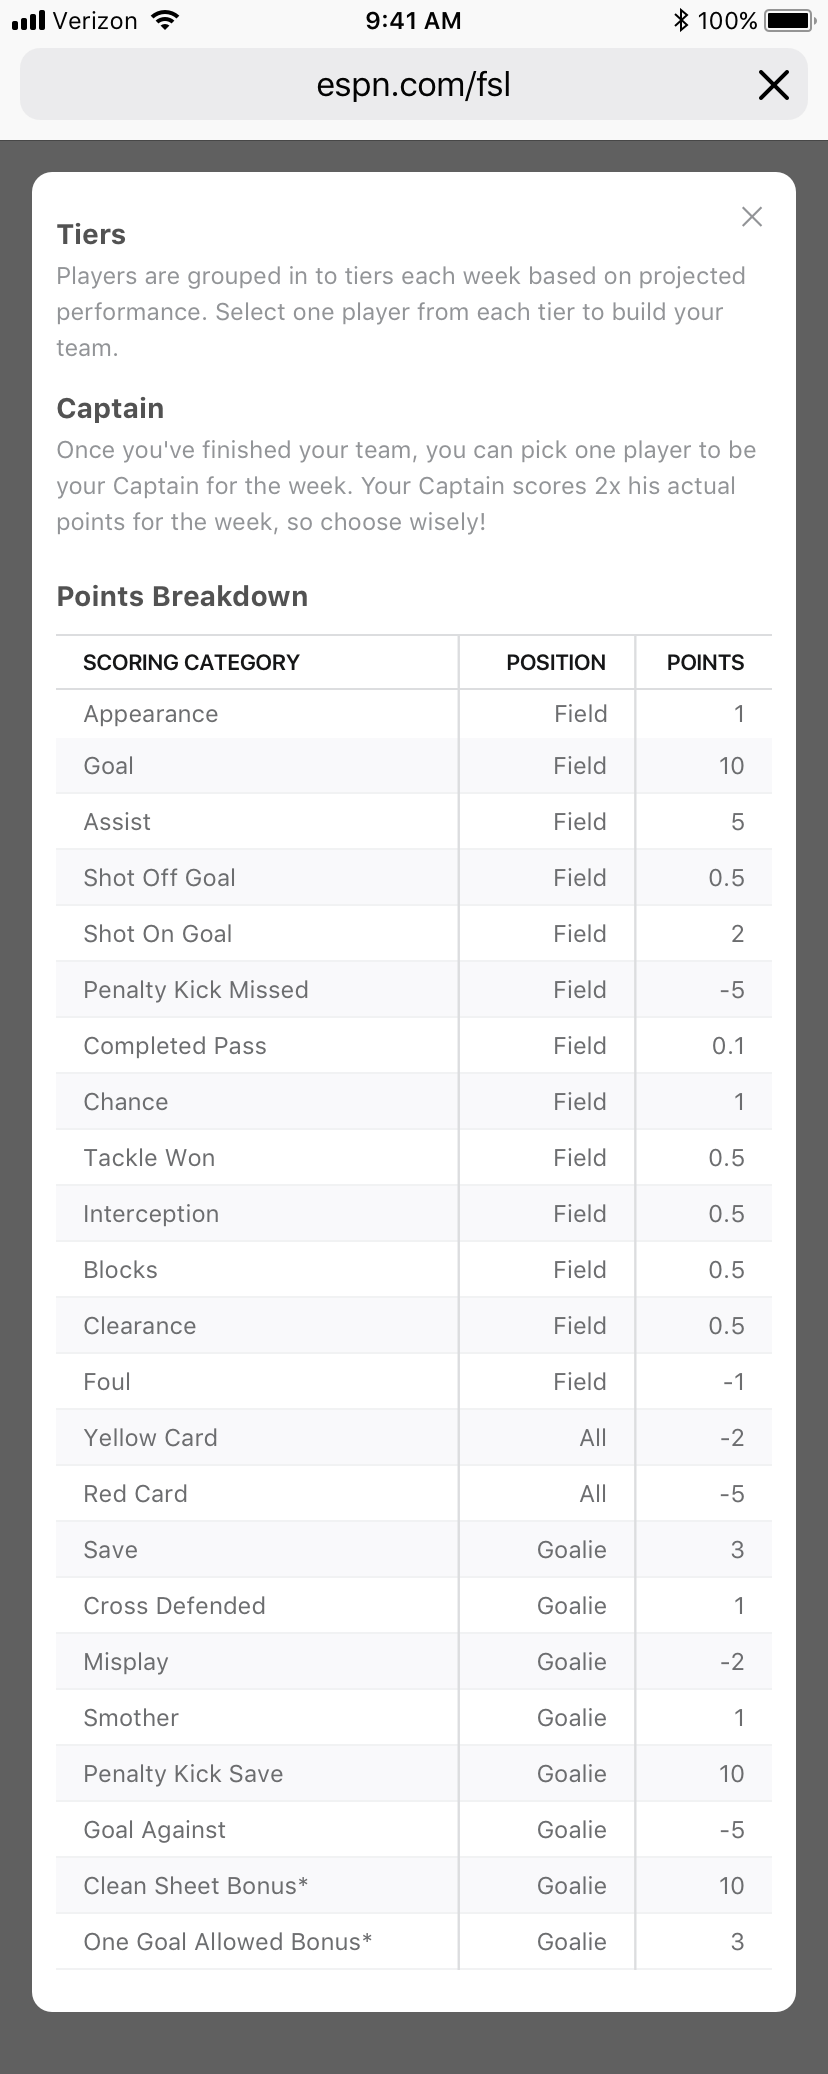 Verizon 9:41 AM 100%
espn.com/fsl
Tiers
Players are grouped in to tiers each week based on projected
performance. Select one player from each tier to build your
team.
Captain
Once you've finished your team, you can pick one player to be
your Captain for the week. Your Captain scores 2x his actual
points for the week, so choose wisely!
Points Breakdown
SCORING CATEGORY POSITION POINTS
Appearance Field 1
Goal Field 10
Assist Field 5
Shot Off Goal Field 0.5
Shot On Goal Field 2
Penalty Kick Missed Field -5
Completed Pass Field 0.1
Chance Field 1
Tackle Won Field 0.5
Interception Field 0.5
Blocks Field 0.5
Clearance Field 0.5
Foul Field -1
Yellow Card All -2
Red Card All -5
Save Goalie 3
Cross Defended Goalie 1
Misplay Goalie -2
Smother Goalie 1
Penalty Kick Save Goalie 10
Goal Against Goalie -5
Clean Sheet Bonus* Goalie 10
One Goal Allowed Bonus* Goalie 3